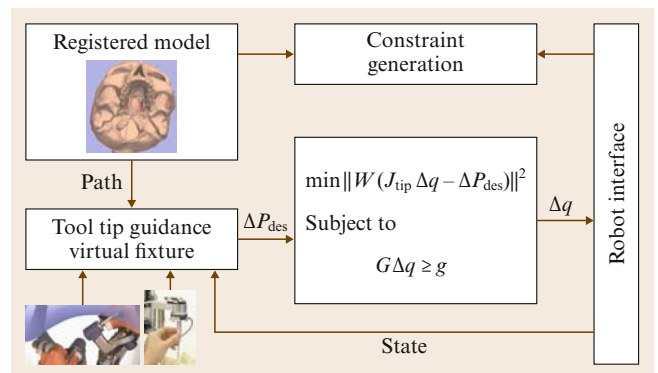 Registered model
Constraint
generation
Path
Tool tip guidance
virtual fixture
ΔP_des
min‖W(J_tip Δq – ΔP_des)‖²
Subject to
GΔq ≥ g
Δq
Robot interface
State